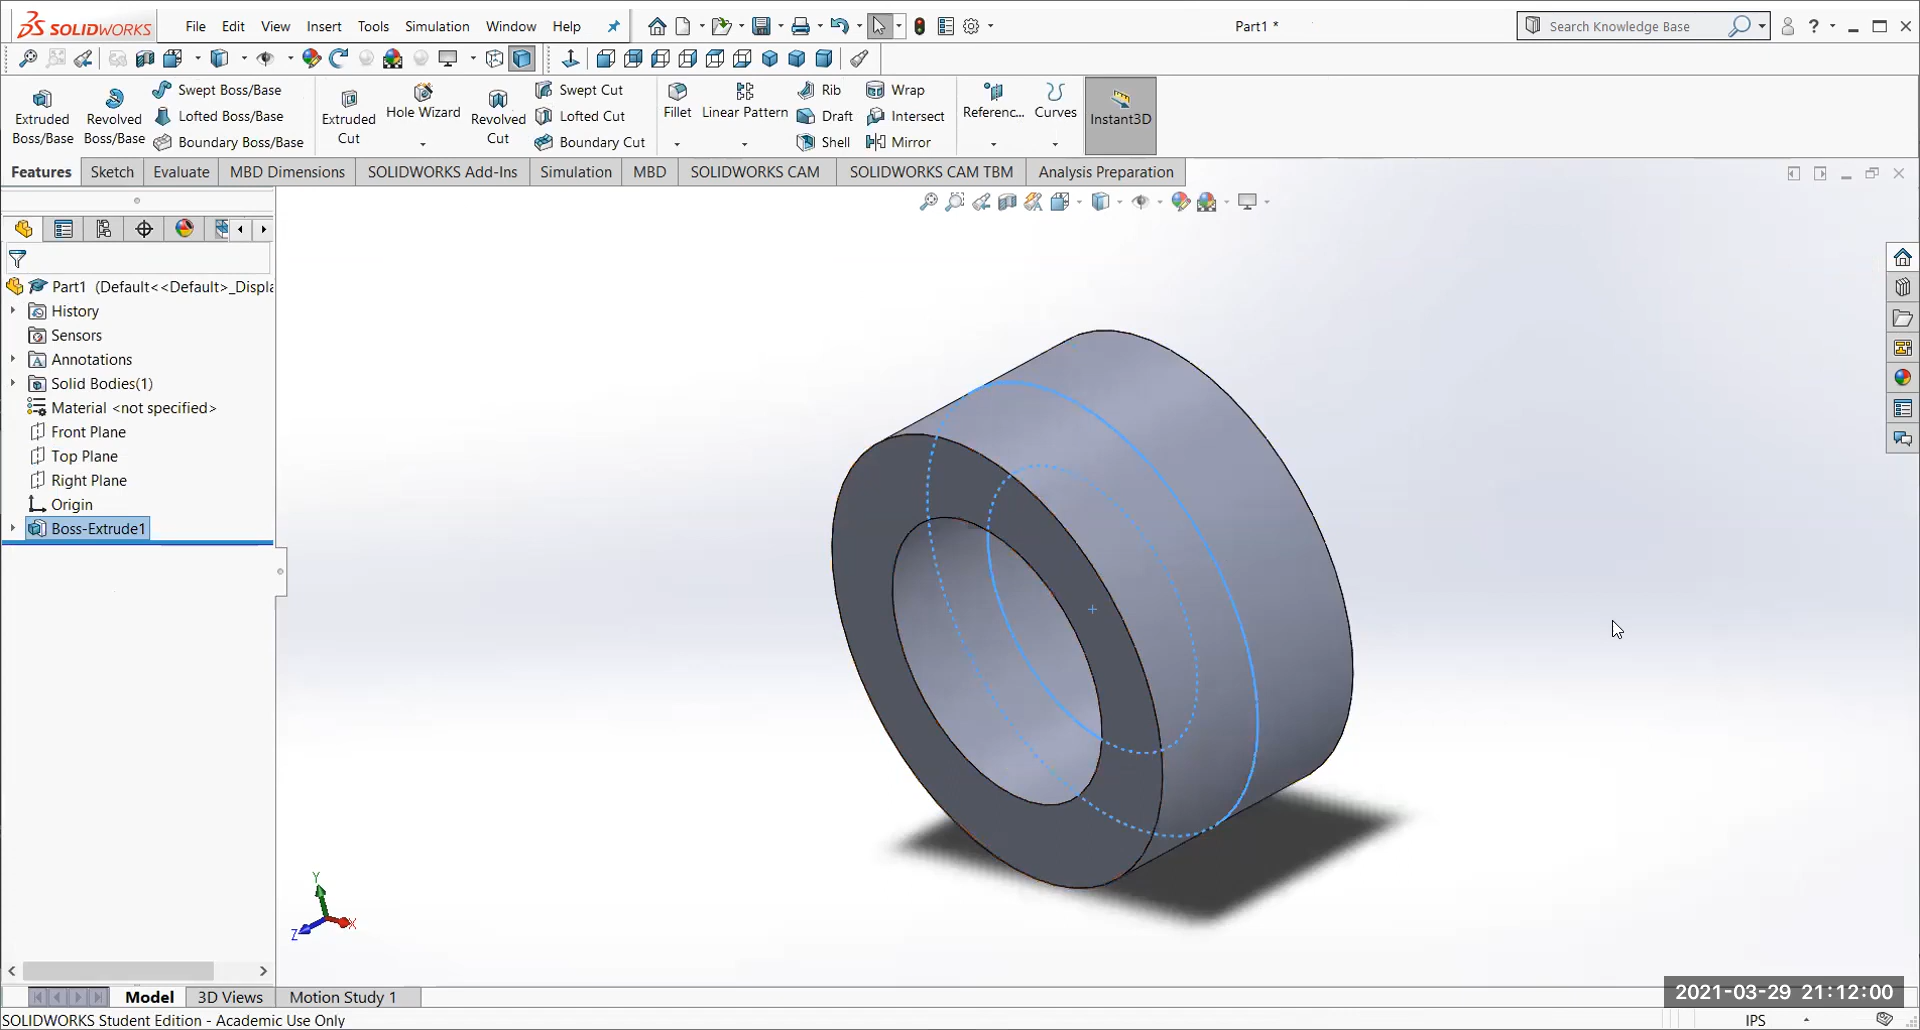 SOLIDWORKS File Edit View Insert Tools Simulation Window Help Part1 * Search Knowledge Base ?
Extruded Boss/Base
Revolved Boss/Base
Swept Boss/Base
Lofted Boss/Base
Boundary Boss/Base
Extruded Cut
Hole Wizard
Revolved Cut
Swept Cut
Lofted Cut
Boundary Cut
Fillet
Linear Pattern
Rib
Draft
Shell
Wrap
Intersect
Mirror
Referenc...
Curves
Instant3D
Features Sketch Evaluate MBD Dimensions SOLIDWORKS Add-Ins Simulation MBD SOLIDWORKS CAM SOLIDWORKS CAM TBM Analysis Preparation
Part1 (Default<<Default>_Displa
History
Sensors
A Annotations
Solid Bodies(1)
Material <not specified>
Front Plane
Top Plane
Right Plane
Origin
Boss-Extrude1
Y
Z X
Model 3D Views Motion Study 1
2021-03-29 21:12:00
SOLIDWORKS Student Edition - Academic Use Only IPS